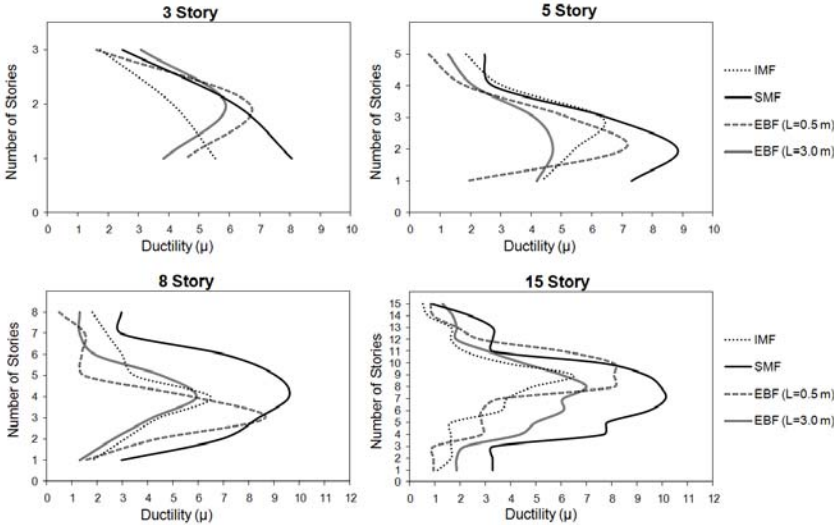 3 Story
Number of Stories
3
2
1
0
0 1 2 3 4 5 6 7 8 9 10
Ductility (μ)
5 Story
Number of Stories
5
4
3
2
1
0
0 1 2 3 4 5 6 7 8 9 10
Ductility (μ)
IMF
SMF
EBF (L=0.5 m)
EBF (L=3.0 m)
8 Story
Number of Stories
8
7
6
5
4
3
2
1
0
0 1 2 3 4 5 6 7 8 9 10 11 12
Ductility (μ)
15 Story
Number of Stories
15
14
13
12
11
10
9
8
7
6
5
4
3
2
1
0
0 1 2 3 4 5 6 7 8 9 10 11 12
Ductility (μ)
IMF
SMF
EBF (L=0.5 m)
EBF (L=3.0 m)